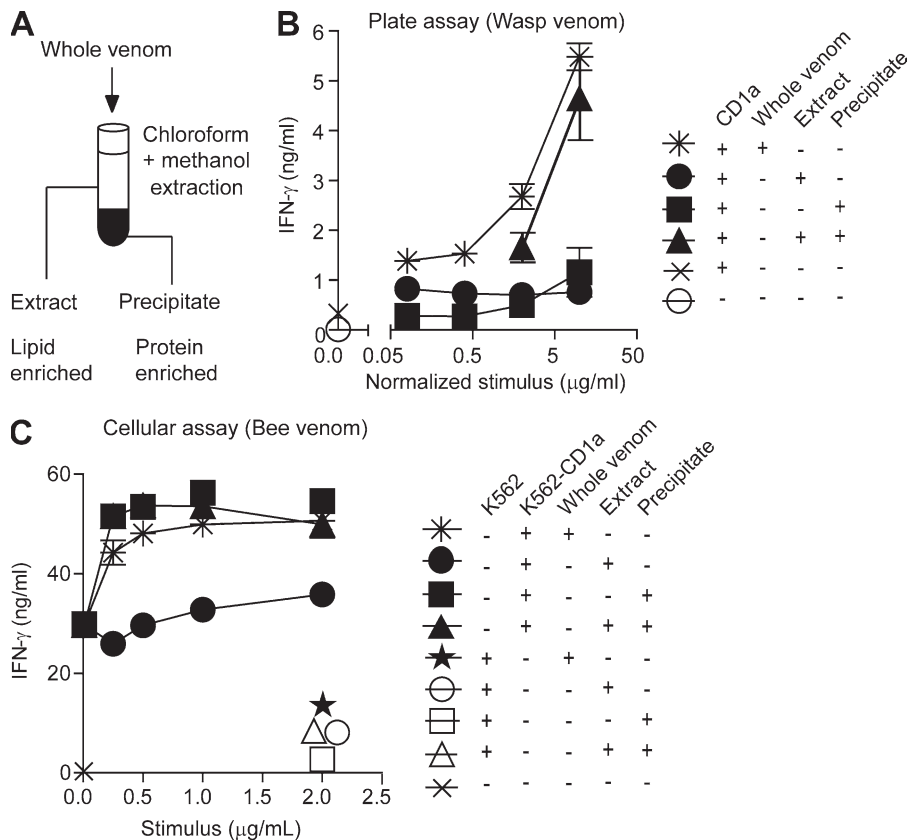 A
Whole venom
Chloroform
+ methanol
extraction
Extract
Precipitate
Lipid
enriched
Protein
enriched
B
Plate assay (Wasp venom)
IFN-γ (ng/ml)
6
5
4
3
2
1
0
0.0
0.05
0.5
5
50
Normalized stimulus (μg/ml)
CD1a
Whole venom
Extract
Precipitate
+ + - -
+ - + -
+ - - +
+ - + +
+ - - -
- - - -
C
Cellular assay (Bee venom)
IFN-γ (ng/ml)
60
40
20
0
0.0
0.5
1.0
1.5
2.0
2.5
Stimulus (μg/mL)
K562
K562-CD1a
Whole venom
Extract
Precipitate
- + + - -
- + - + -
- + - - +
- + - + +
+ - + - -
+ - - + -
+ - - - +
+ - - + +
- - - - -